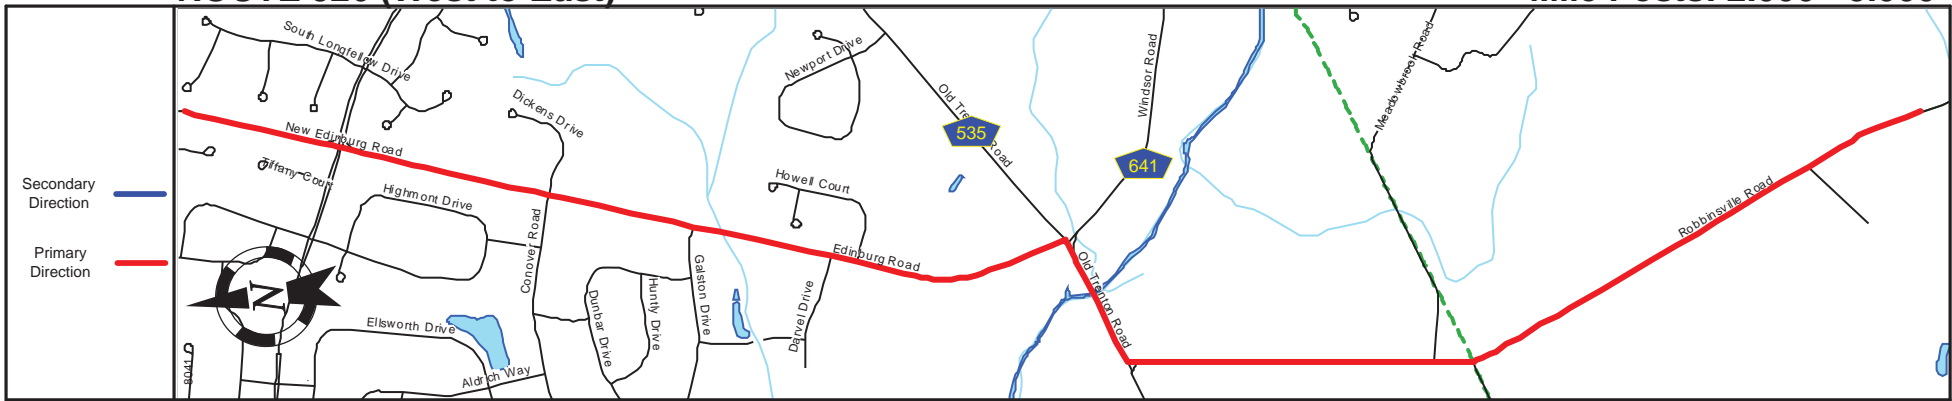 Secondary
Direction
Primary
Direction
South Longfellow Drive
New Edinburg Road
Tiffany Court
Highmont Drive
Dickens Drive
Conover Road
Ellsworth Drive
Aldrich Way
8041
N
Dunbar Drive
Huntly Drive
Galston Drive
Darvel Drive
Newport Drive
Howell Court
Edinburg Road
535
Old Trenton Road
Windsor Road
641
Meadowbrook Road
Robbinsville Road